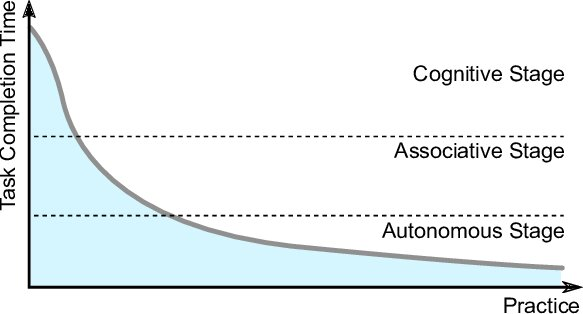 Task Completion Time
Cognitive Stage
Associative Stage
Autonomous Stage
Practice